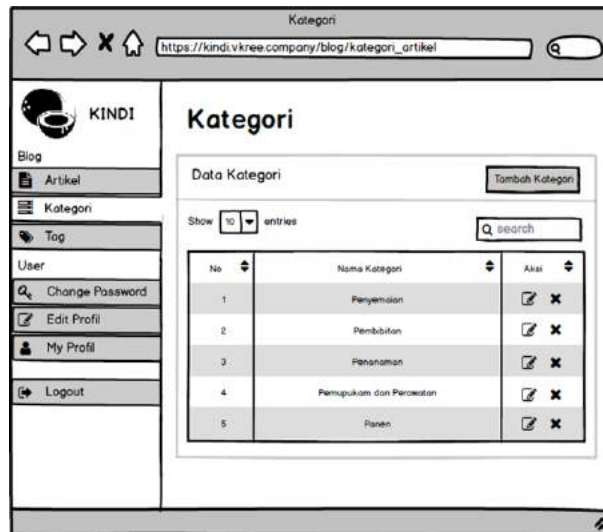 Kategori
https://kindi.vkree.company/blog/kategori_artikel
KINDI
Kategori
Blog
Artikel
Kategori
Tag
User
Change Password
Edit Profil
My Profil
Logout
Data Kategori
Tambah Kategori
Show 10 entries
search
No Nama Kategori Aksi
1 Penyemaian
2 Pembibitan
3 Penanaman
4 Pemupukam dan Perawatan
5 Panen